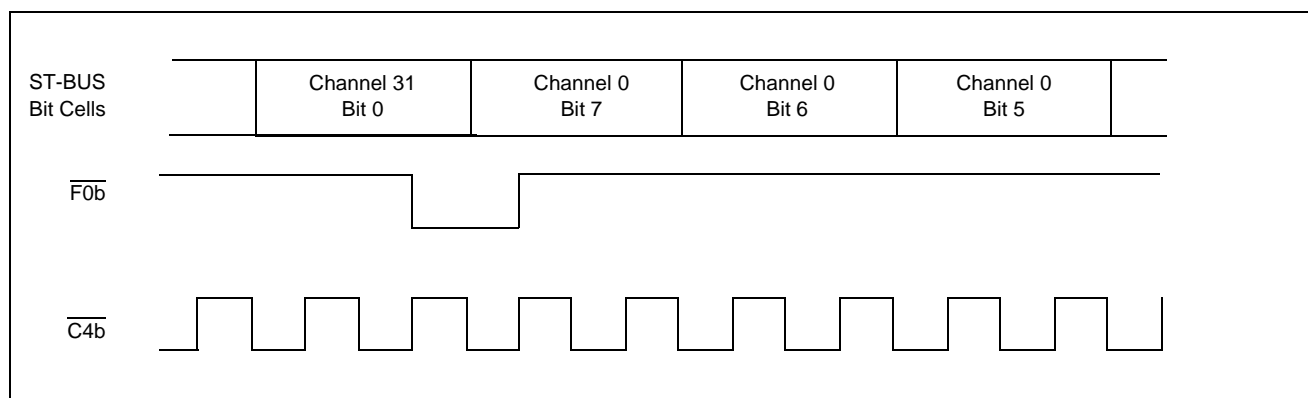 ST-BUS
Bit Cells
Channel 31
Bit 0
Channel 0
Bit 7
Channel 0
Bit 6
Channel 0
Bit 5
F0b
C4b